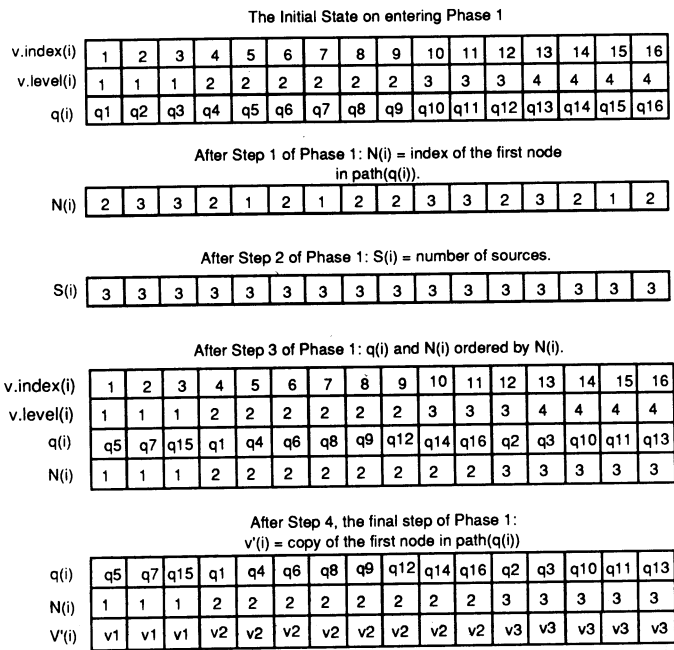 The Initial State on entering Phase 1
v.index(i) 1 2 3 4 5 6 7 8 9 10 11 12 13 14 15 16
v.level(i) 1 1 1 2 2 2 2 2 2 3 3 3 4 4 4 4
q(i) q1 q2 q3 q4 q5 q6 q7 q8 q9 q10 q11 q12 q13 q14 q15 q16
After Step 1 of Phase 1: N(i) = index of the first node
in path(q(i)).
N(i) 2 3 3 2 1 2 1 2 2 3 3 2 3 2 1 2
After Step 2 of Phase 1: S(i) = number of sources.
S(i) 3 3 3 3 3 3 3 3 3 3 3 3 3 3 3 3
After Step 3 of Phase 1: q(i) and N(i) ordered by N(i).
v.index(i) 1 2 3 4 5 6 7 8 9 10 11 12 13 14 15 16
v.level(i) 1 1 1 2 2 2 2 2 2 3 3 3 4 4 4 4
q(i) q5 q7 q15 q1 q4 q6 q8 q9 q12 q14 q16 q2 q3 q10 q11 q13
N(i) 1 1 1 2 2 2 2 2 2 2 2 3 3 3 3 3
After Step 4, the final step of Phase 1:
v'(i) = copy of the first node in path(q(i))
q(i) q5 q7 q15 q1 q4 q6 q8 q9 q12 q14 q16 q2 q3 q10 q11 q13
N(i) 1 1 1 2 2 2 2 2 2 2 2 3 3 3 3 3
V'(i) v1 v1 v1 v2 v2 v2 v2 v2 v2 v2 v2 v3 v3 v3 v3 v3